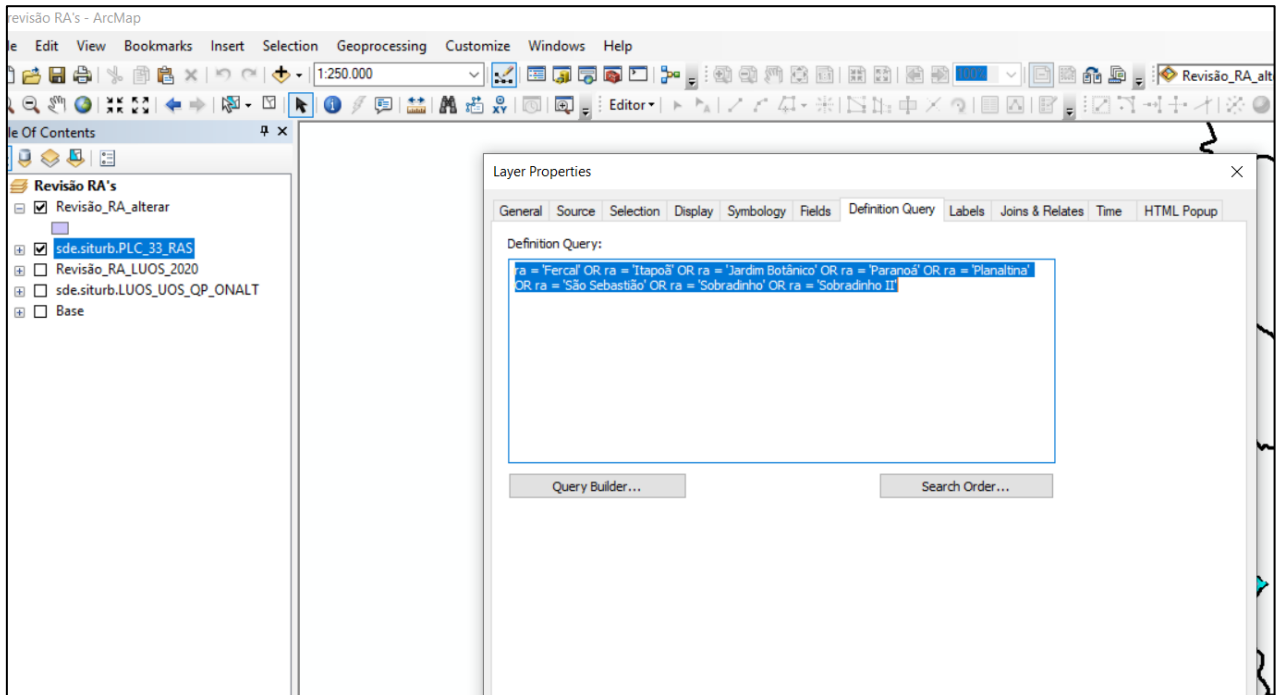 revisão RA's - ArcMap
Edit View Bookmarks Insert Selection Geoprocessing Customize Windows Help
1:250.000
Editor
Revisão_RA_alt
le Of Contents
Revisão RA's
Revisão_RA_alterar
sde.siturb.PLC_33_RAS
Revisão_RA_LUOS_2020
sde.siturb.LUOS_UOS_QP_ONALT
Base
Layer Properties
General Source Selection Display Symbology Fields Definition Query Labels Joins & Relates Time HTML Popup
Definition Query:
ra = 'Fercal' OR ra = 'Itapoã' OR ra = 'Jardim Botânico' OR ra = 'Paranoá' OR ra = 'Planaltina'
OR ra = 'São Sebastião' OR ra = 'Sobradinho' OR ra = 'Sobradinho II'
Query Builder...
Search Order...